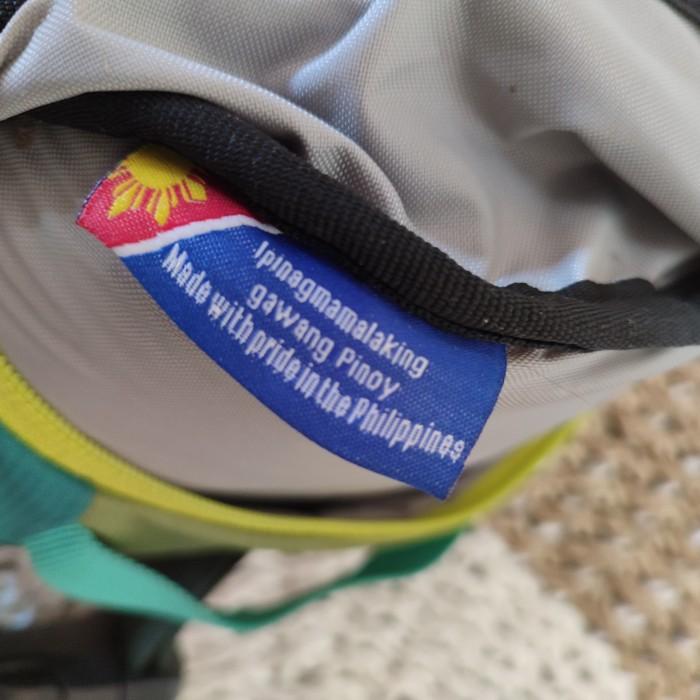 Ipinagmamalaking
gawang Pinoy
Made with pride in the Philippines